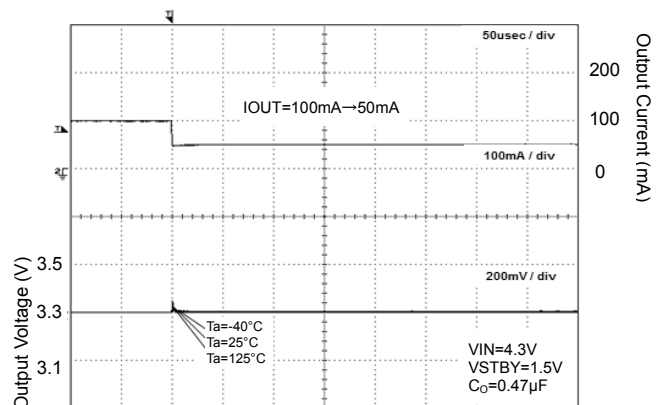 50usec / div
200
IOUT=100mA→50mA
100
100mA / div
0
Output Current (mA)
3.5
200mV / div
3.3
Ta=-40°C
Ta=25°C
Ta=125°C
3.1
VIN=4.3V
VSTBY=1.5V
C₀=0.47µF
Output Voltage (V)